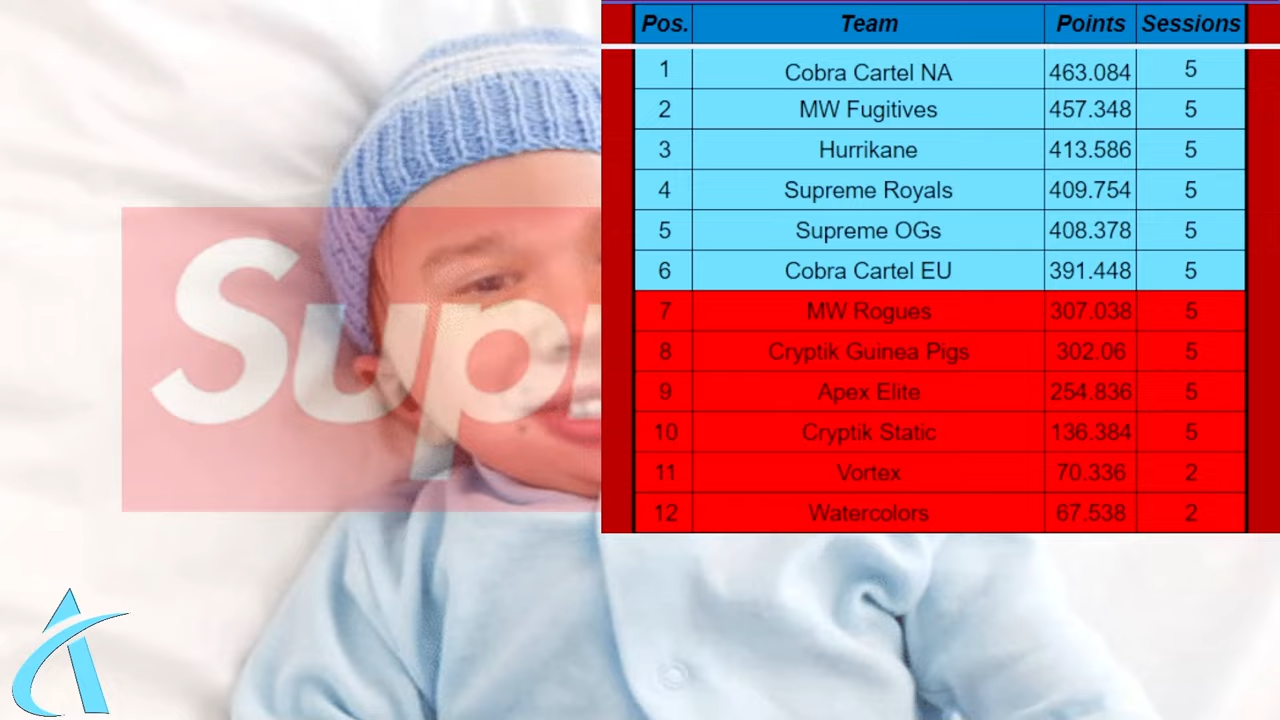 Pos. Team Points Sessions
1 Cobra Cartel NA 463.084 5
2 MW Fugitives 457.348 5
3 Hurrikane 413.586 5
4 Supreme Royals 409.754 5
5 Supreme OGs 408.378 5
6 Cobra Cartel EU 391.448 5
7 MW Rogues 307.038 5
8 Cryptik Guinea Pigs 302.06 5
9 Apex Elite 254.836 5
10 Cryptik Static 136.384 5
11 Vortex 70.336 2
12 Watercolors 67.538 2
Sup